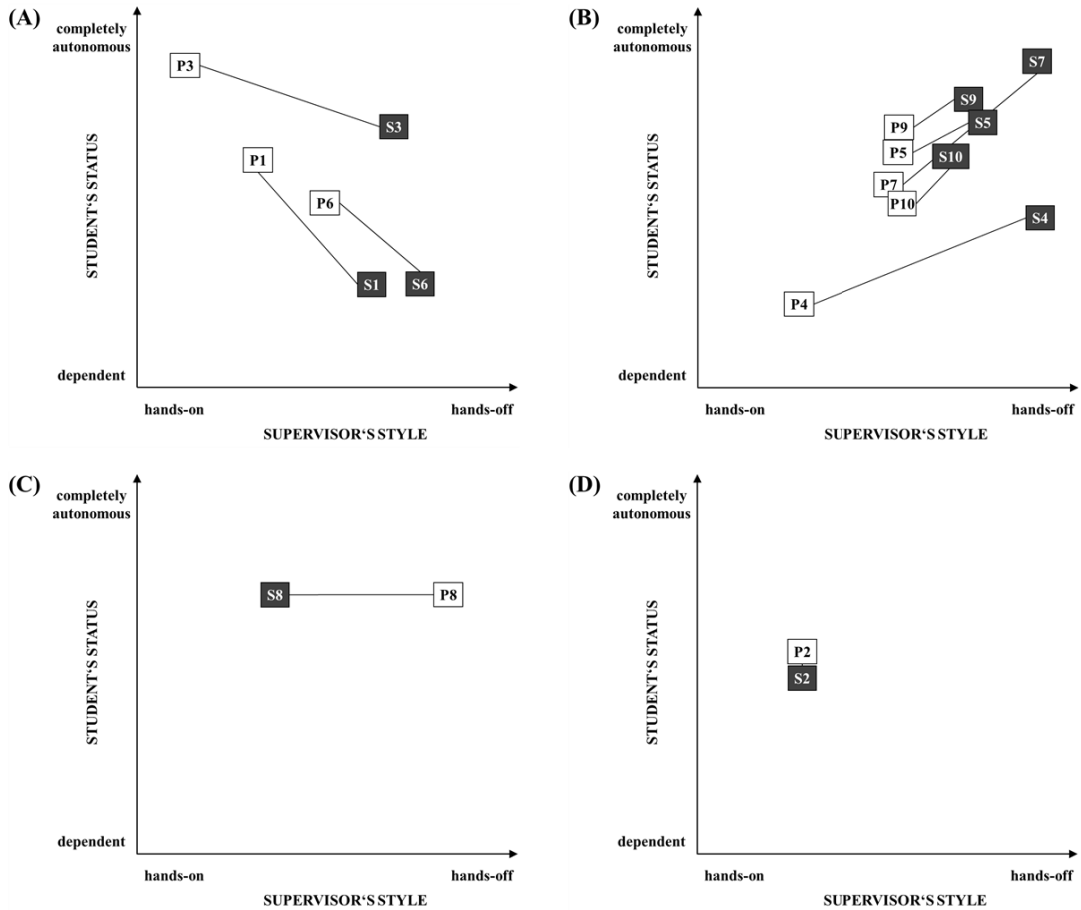 (A)
completely
autonomous
STUDENT‘S STATUS
P3
S3
P1
P6
S1
S6
dependent
hands-on
hands-off
SUPERVISOR‘S STYLE
(B)
completely
autonomous
STUDENT‘S STATUS
S7
S9
P9
S5
P5
S10
P7
P10
S4
P4
dependent
hands-on
hands-off
SUPERVISOR‘S STYLE
(C)
completely
autonomous
STUDENT‘S STATUS
S8
P8
dependent
hands-on
hands-off
SUPERVISOR‘S STYLE
(D)
completely
autonomous
STUDENT‘S STATUS
P2
S2
dependent
hands-on
hands-off
SUPERVISOR‘S STYLE